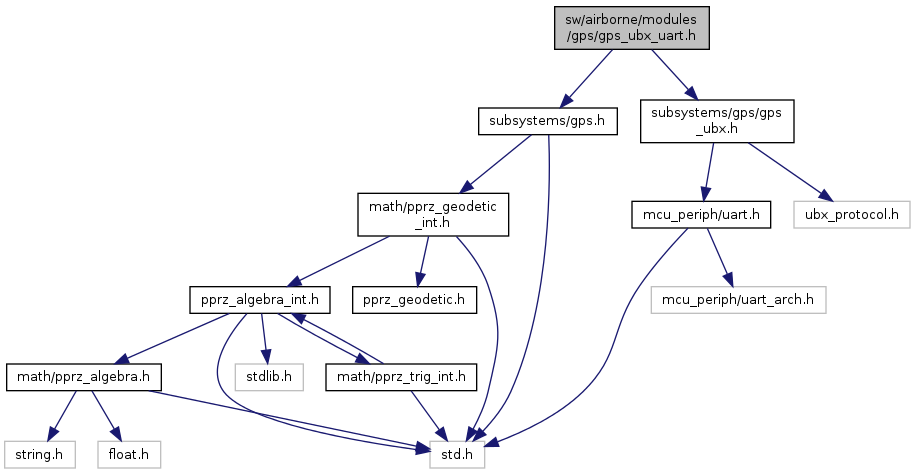 sw/airborne/modules
/gps/gps_ubx_uart.h
subsystems/gps.h
subsystems/gps/gps
_ubx.h
math/pprz_geodetic
_int.h
mcu_periph/uart.h
ubx_protocol.h
pprz_algebra_int.h
pprz_geodetic.h
mcu_periph/uart_arch.h
math/pprz_algebra.h
stdlib.h
math/pprz_trig_int.h
string.h
float.h
std.h